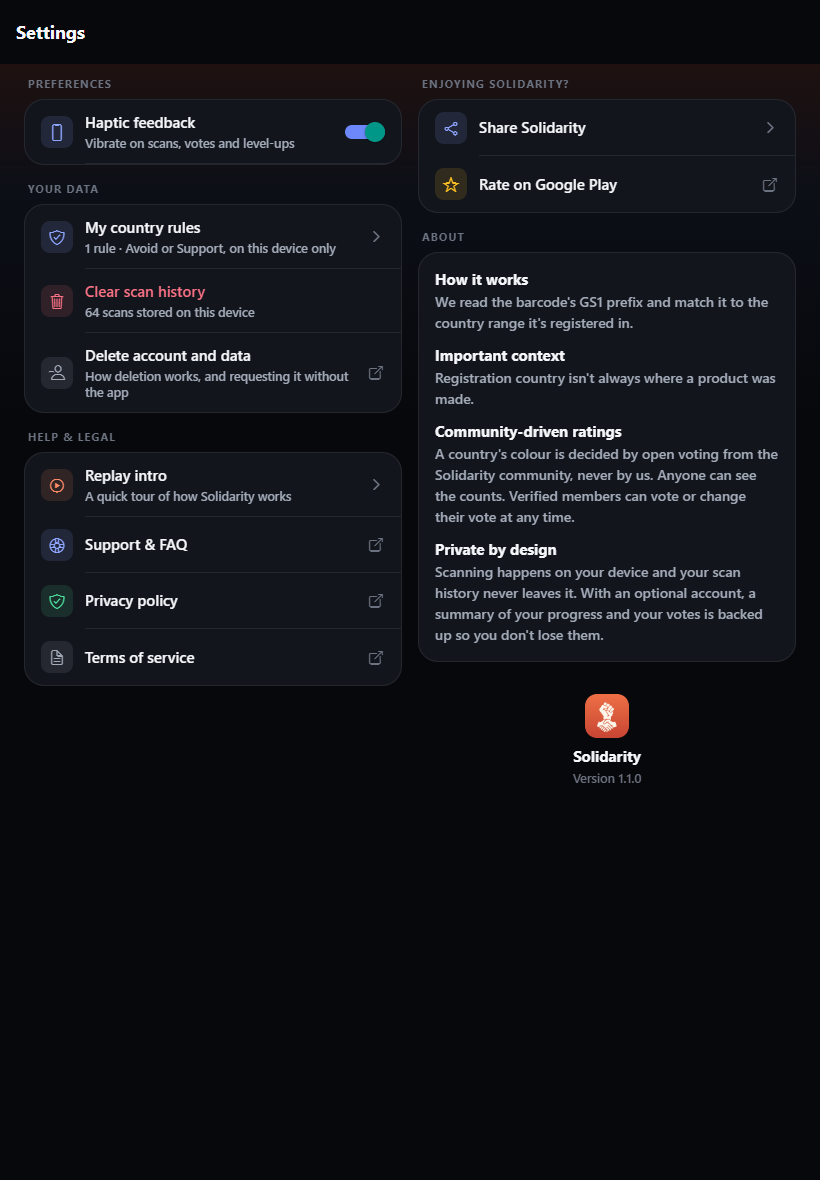 Settings
PREFERENCES
Haptic feedback
Vibrate on scans, votes and level-ups
YOUR DATA
My country rules
1 rule · Avoid or Support, on this device only
Clear scan history
64 scans stored on this device
Delete account and data
How deletion works, and requesting it without
the app
HELP & LEGAL
Replay intro
A quick tour of how Solidarity works
Support & FAQ
Privacy policy
Terms of service
ENJOYING SOLIDARITY?
Share Solidarity
Rate on Google Play
ABOUT
How it works
We read the barcode's GS1 prefix and match it to the
country range it's registered in.
Important context
Registration country isn't always where a product was
made.
Community-driven ratings
A country's colour is decided by open voting from the
Solidarity community, never by us. Anyone can see
the counts. Verified members can vote or change
their vote at any time.
Private by design
Scanning happens on your device and your scan
history never leaves it. With an optional account, a
summary of your progress and your votes is backed
up so you don't lose them.
Solidarity
Version 1.1.0